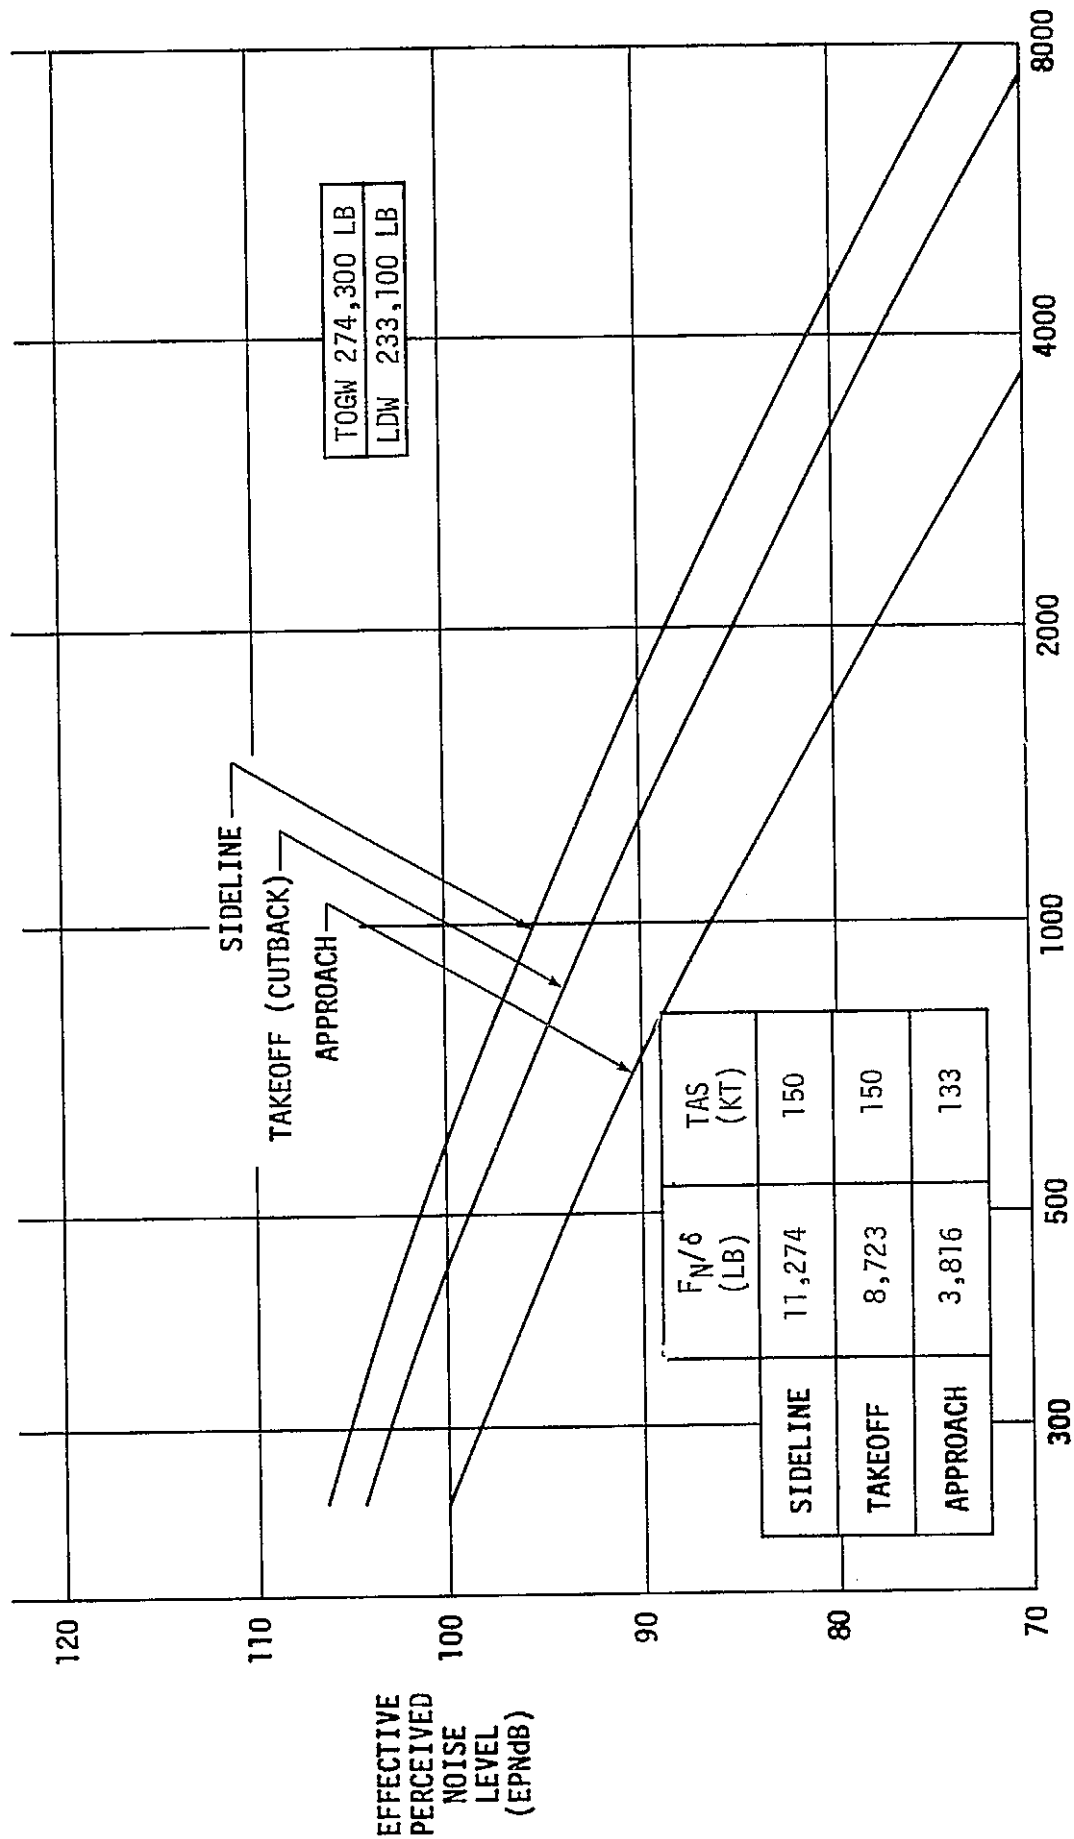 120
110
100
90
80
70
EFFECTIVE
PERCEIVED
NOISE
LEVEL
(EPNdB)
SIDELINE
TAKEOFF (CUTBACK)
APPROACH
TOGW 274,300 LB
LDW 233,100 LB
FN/δ
(LB)
TAS
(KT)
SIDELINE 11,274 150
TAKEOFF 8,723 150
APPROACH 3,816 133
300
500
1000
2000
4000
8000